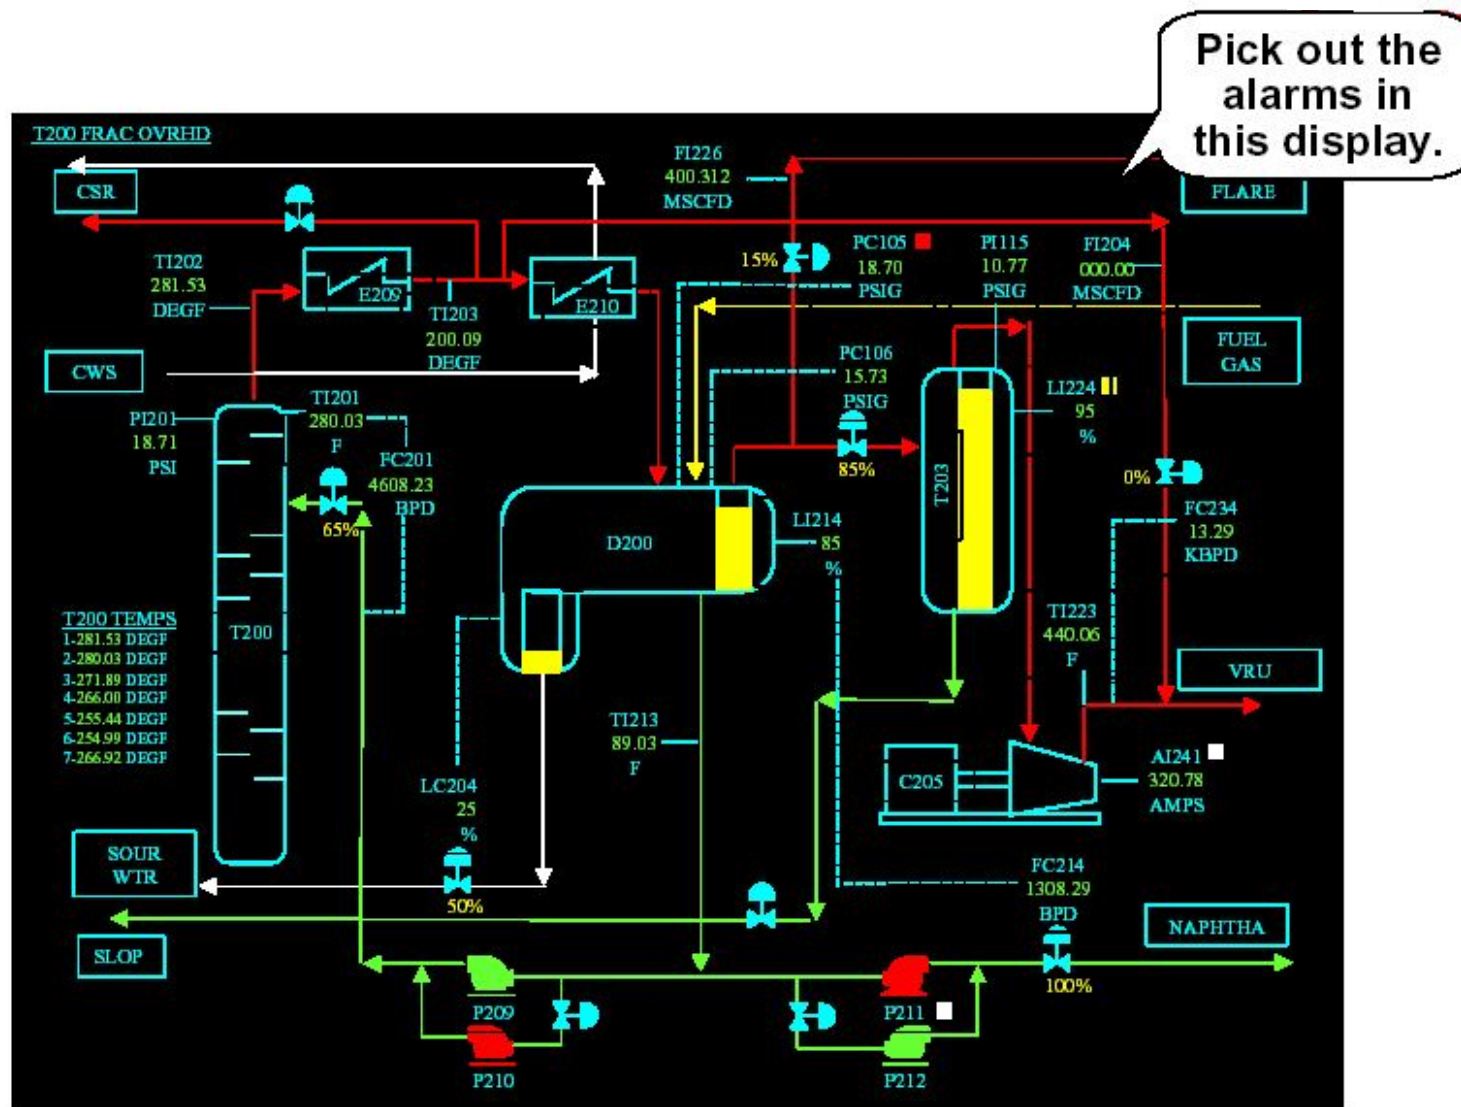 Pick out the
alarms in
this display.
T200 FRAC OVRHD
CSR
FI226
400.312
MSCFD
FLARE
TI202
281.53
DEGF
E209
TI203
200.09
DEGF
E210
15%
PC105
18.70
PSIG
PI115
10.77
PSIG
FI204
000.00
MSCFD
CWS
PC106
15.73
PSIG
85%
FUEL
GAS
LI224
95
%
PI201
18.71
PSI
TI201
280.03
F
FC201
4608.23
BPD
65%
T203
0%
FC234
13.29
KBPD
D200
LI214
85
%
T200 TEMPS
1-281.53 DEGF
2-280.03 DEGF
3-271.89 DEGF
4-266.00 DEGF
5-255.44 DEGF
6-254.99 DEGF
7-266.92 DEGF
T200
TI223
440.06
F
VRU
TI213
89.03
F
LC204
25
%
C205
AI241
320.78
AMPS
SOUR
WTR
50%
FC214
1308.29
BPD
NAPHTHA
SLOP
100%
P209
P211
P210
P212